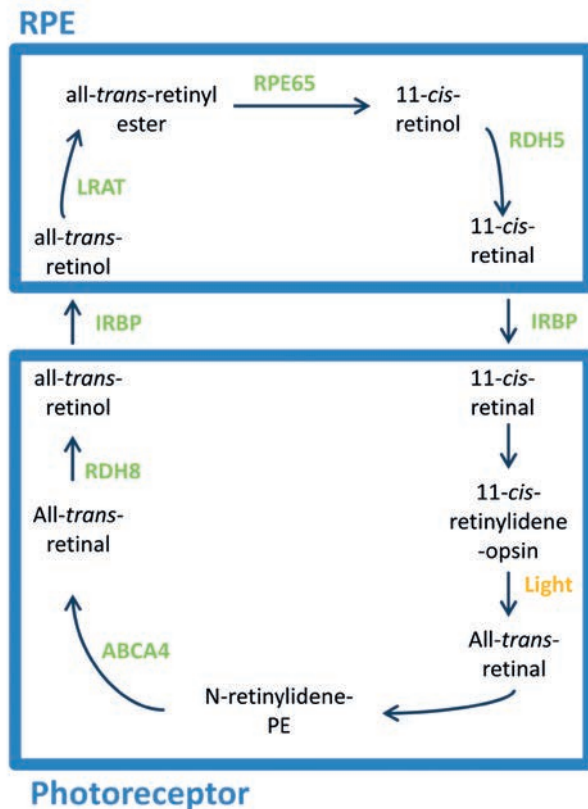 RPE
all-trans-retinyl
ester
RPE65
11-cis-
retinol
RDH5
LRAT
all-trans-
retinol
11-cis-
retinal
IRBP
IRBP
all-trans-
retinol
11-cis-
retinal
RDH8
All-trans-
retinal
11-cis-
retinylidene
-opsin
Light
All-trans-
retinal
ABCA4
N-retinylidene-
PE
Photoreceptor